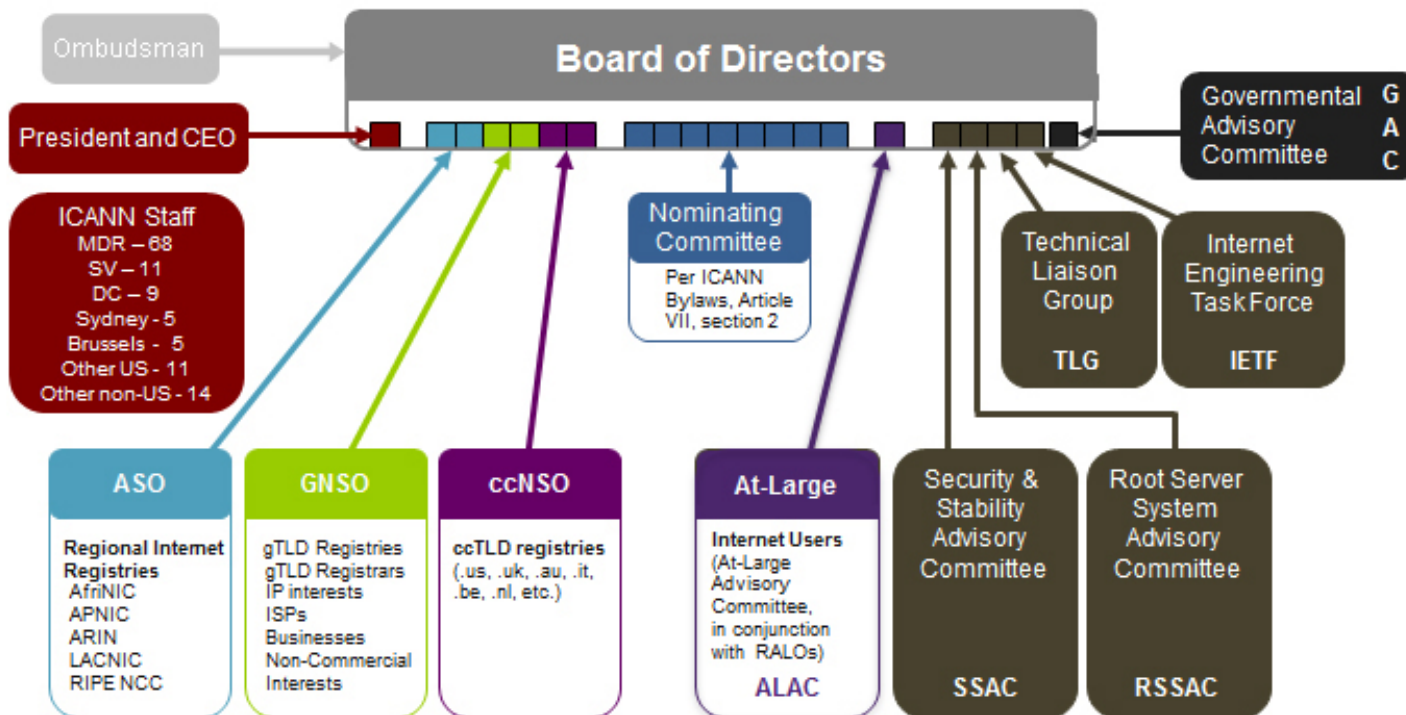 Ombudsman
Board of Directors
President and CEO
Governmental
Advisory
Committee
G
A
C
ICANN Staff
MDR – 68
SV – 11
DC – 9
Sydney - 5
Brussels - 5
Other US - 11
Other non-US - 14
Nominating
Committee
Per ICANN
Bylaws, Article
VII, section 2
Technical
Liaison
Group
TLG
Internet
Engineering
Task Force
IETF
ASO
Regional Internet
Registries
AfriNIC
APNIC
ARIN
LACNIC
RIPE NCC
GNSO
gTLD Registries
gTLD Registrars
IP interests
ISPs
Businesses
Non-Commercial
Interests
ccNSO
ccTLD registries
(.us, .uk, .au, .it,
.be, .nl, etc.)
At-Large
Internet Users
(At-Large
Advisory
Committee,
in conjunction
with RALOs)
ALAC
Security &
Stability
Advisory
Committee
SSAC
Root Server
System
Advisory
Committee
RSSAC